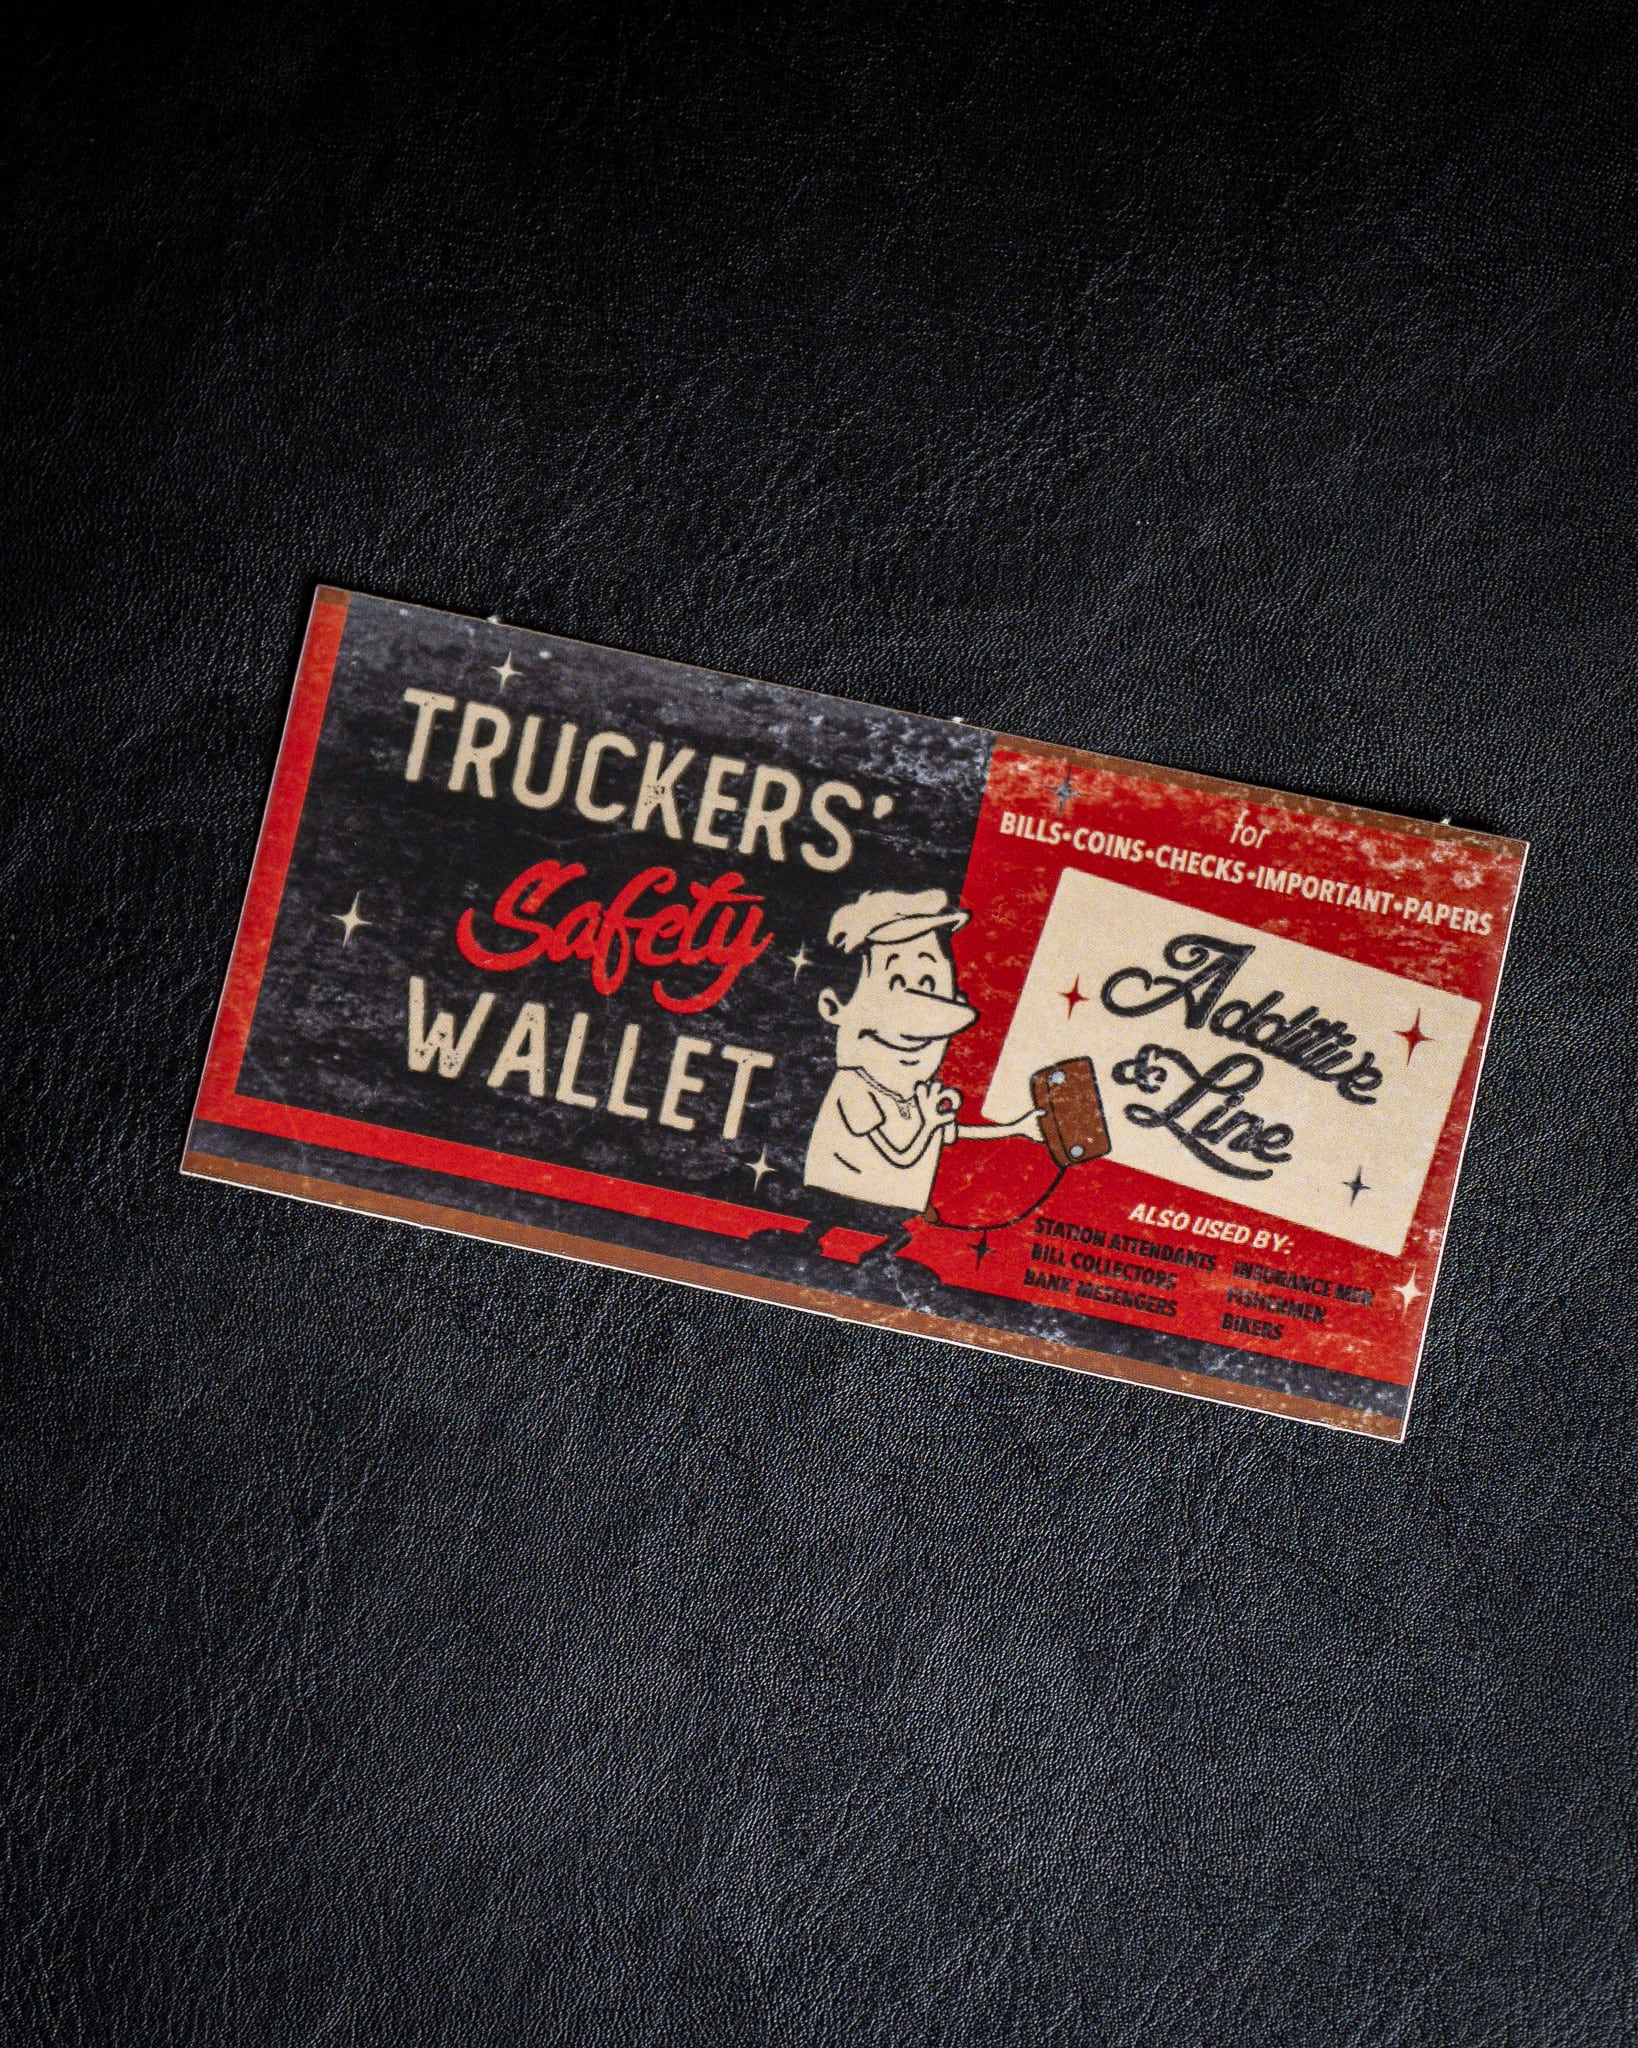 TRUCKERS'
Safety
WALLET
for
BILLS•COINS•CHECKS•IMPORTANT•PAPERS
Additive
& Line
ALSO USED BY:
STATION ATTENDANTS
BILL COLLECTORS
BANK MESENGERS
INSURANCE MEN
FISHERMEN
BIKERS